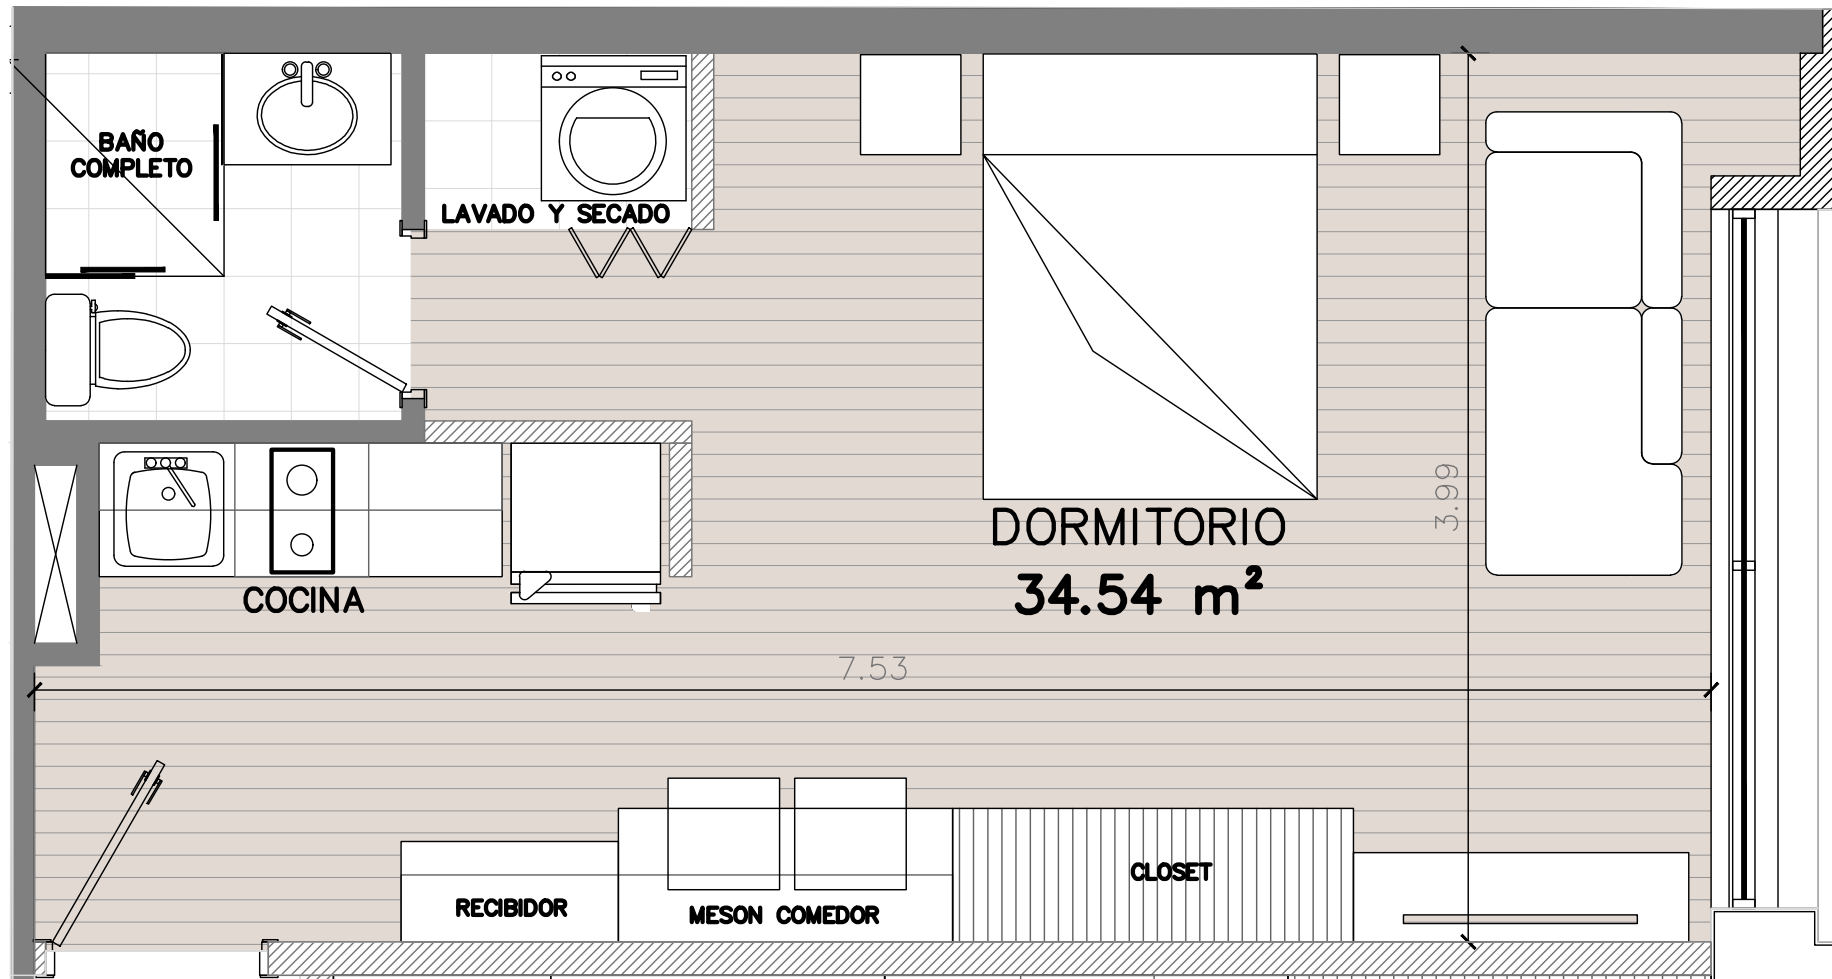 BAÑO
COMPLETO
LAVADO Y SECADO
COCINA
DORMITORIO
34.54 m²
3.99
7.53
RECIBIDOR
MESON COMEDOR
CLOSET